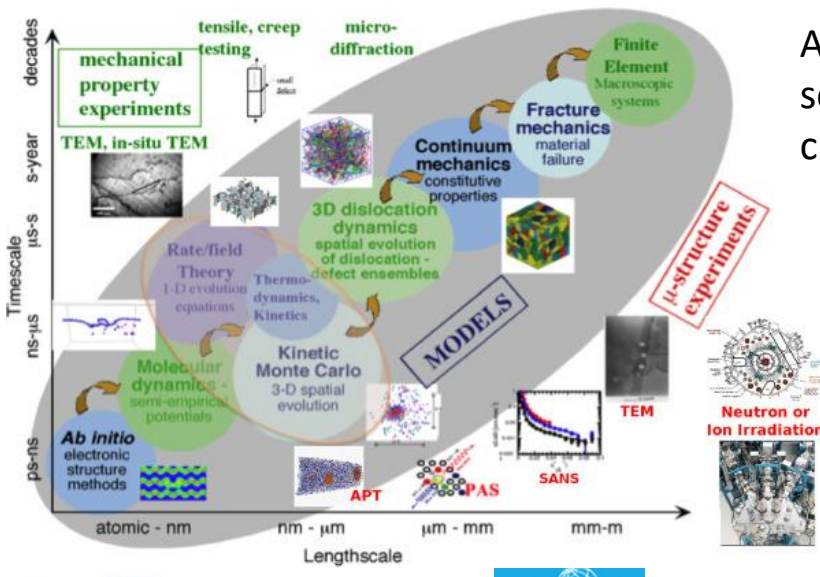 decades
s-year
μs-s
ns-μs
ps-ns
Timescale
mechanical
property
experiments
TEM, in-situ TEM
tensile, creep
testing
small
defect
micro-
diffraction
Finite
Element
Macroscopic
systems
Fracture
mechanics
material
failure
Continuum
mechanics
constitutive
properties
3D dislocation
dynamics
spatial evolution
of dislocation -
defect ensembles
Rate/field
Theory
1-D evolution
equations
Thermo-
dynamics,
Kinetics
Kinetic
Monte Carlo
3-D spatial
evolution
Molecular
dynamics -
semi-empirical
potentials
Ab initio
electronic
structure
methods
MODELS
μ-structure
experiments
APT
PAS
SANS
TEM
Neutron or
Ion Irradiation
atomic - nm
nm - μm
μm - mm
mm-m
Lengthscale
A